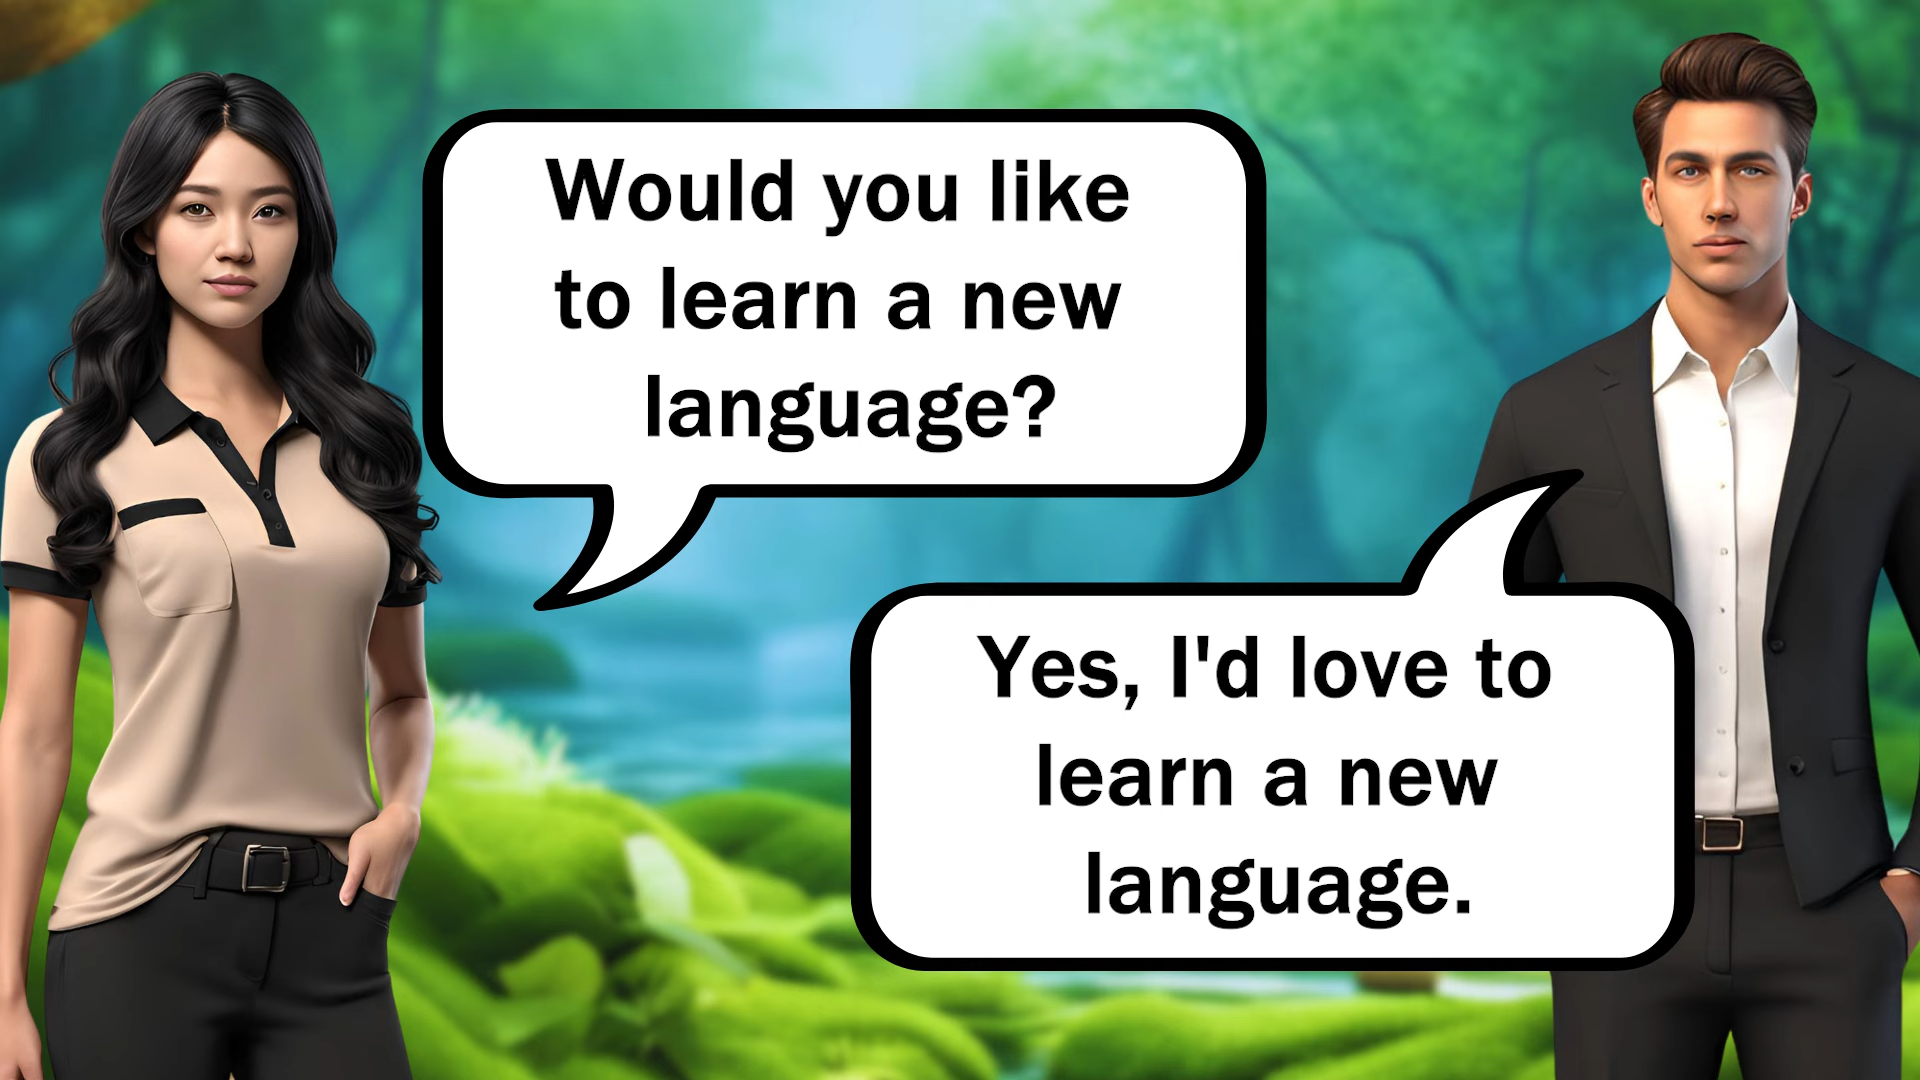 Would you like
to learn a new
language?
Yes, I'd love to
learn a new
language.